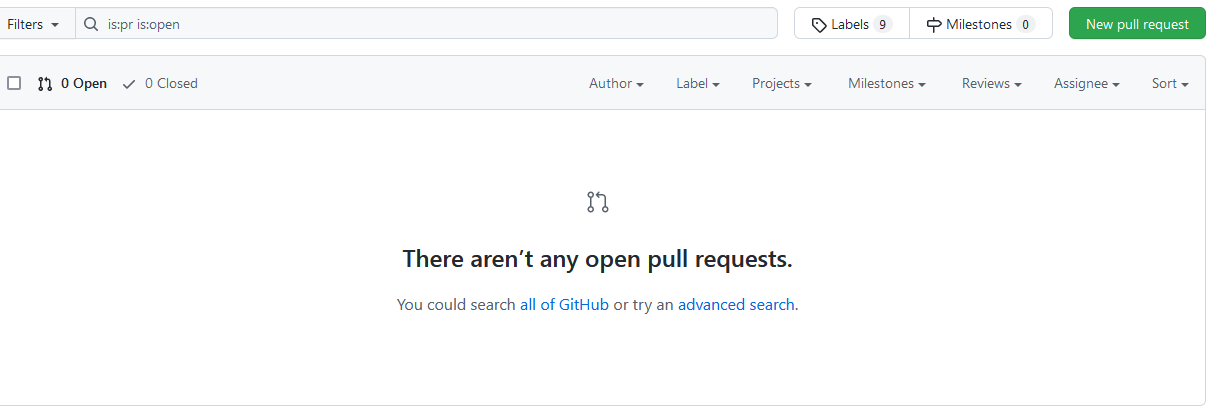 Filters is:pr is:open Labels 9 Milestones 0 New pull request
0 Open 0 Closed Author Label Projects Milestones Reviews Assignee Sort
There aren’t any open pull requests.
You could search all of GitHub or try an advanced search.